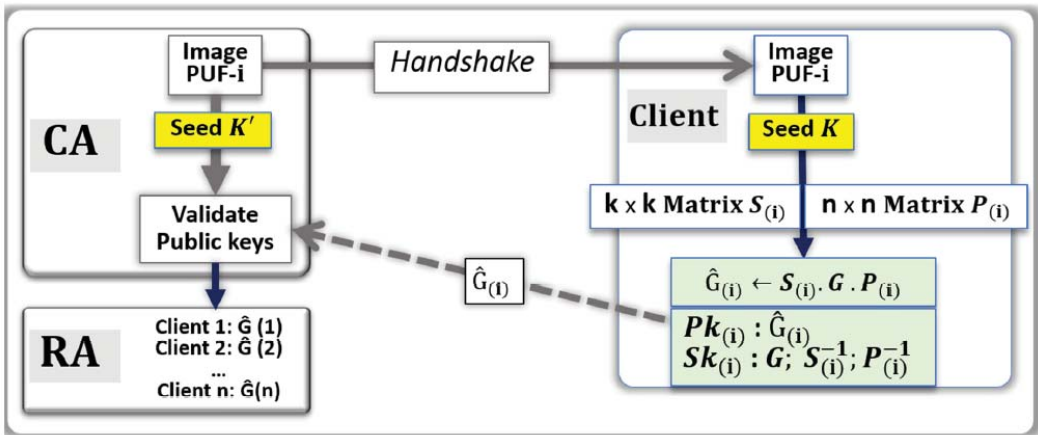 Image
PUF-i
Handshake
Image
PUF-i
CA
Seed K'
Client
Seed K
Validate
Public keys
k x k Matrix S₍ᵢ₎
n x n Matrix P₍ᵢ₎
Ĝ₍ᵢ₎
Ĝ₍ᵢ₎ ← S₍ᵢ₎. G . P₍ᵢ₎
Pk₍ᵢ₎ : Ĝ₍ᵢ₎
Sk₍ᵢ₎ : G; S₍ᵢ₎⁻¹; P₍ᵢ₎⁻¹
RA
Client 1: Ĝ (1)
Client 2: Ĝ (2)
...
Client n: Ĝ(n)